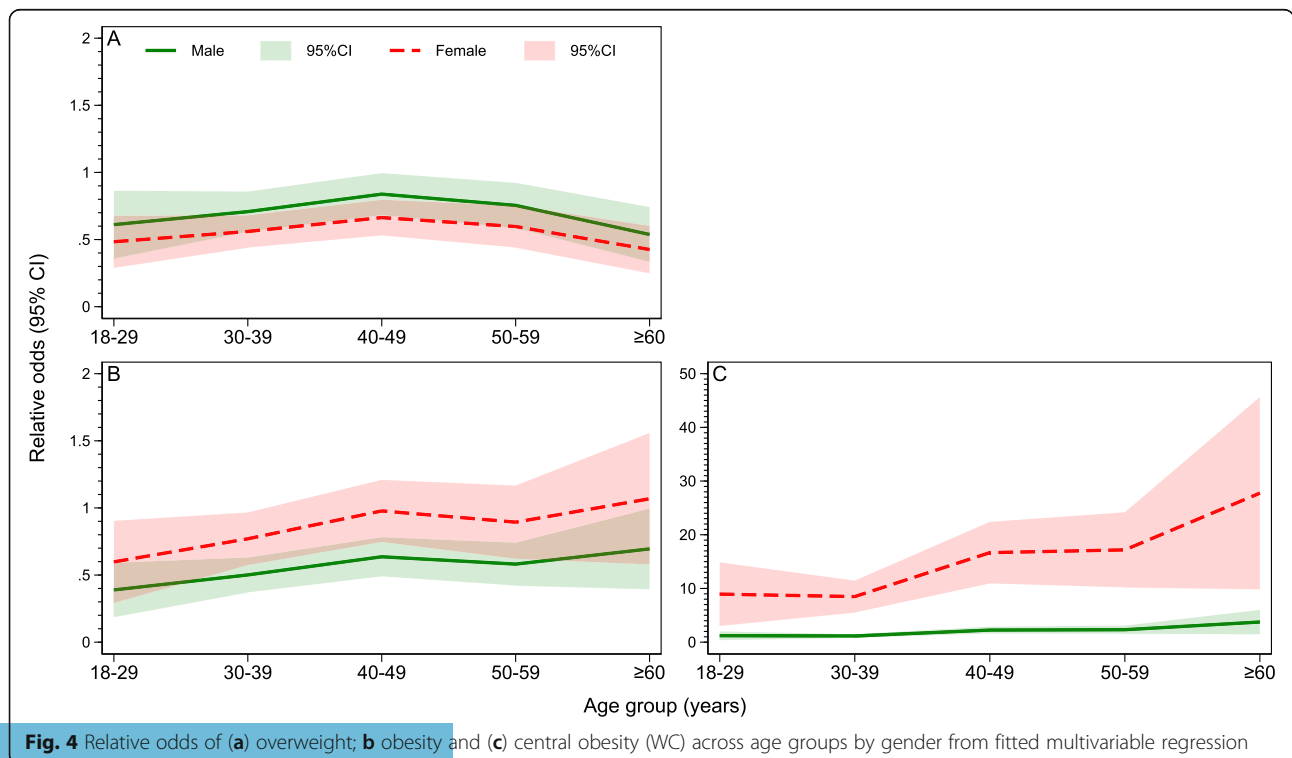 A
Male 95%CI Female 95%CI
2
1.5
1
.5
0
18-29 30-39 40-49 50-59 ≥60
Relative odds (95% CI)
B
2
1.5
1
.5
0
18-29 30-39 40-49 50-59 ≥60
C
50
40
30
20
10
0
18-29 30-39 40-49 50-59 ≥60
Age group (years)
Fig. 4 Relative odds of (a) overweight; b obesity and (c) central obesity (WC) across age groups by gender from fitted multivariable regression